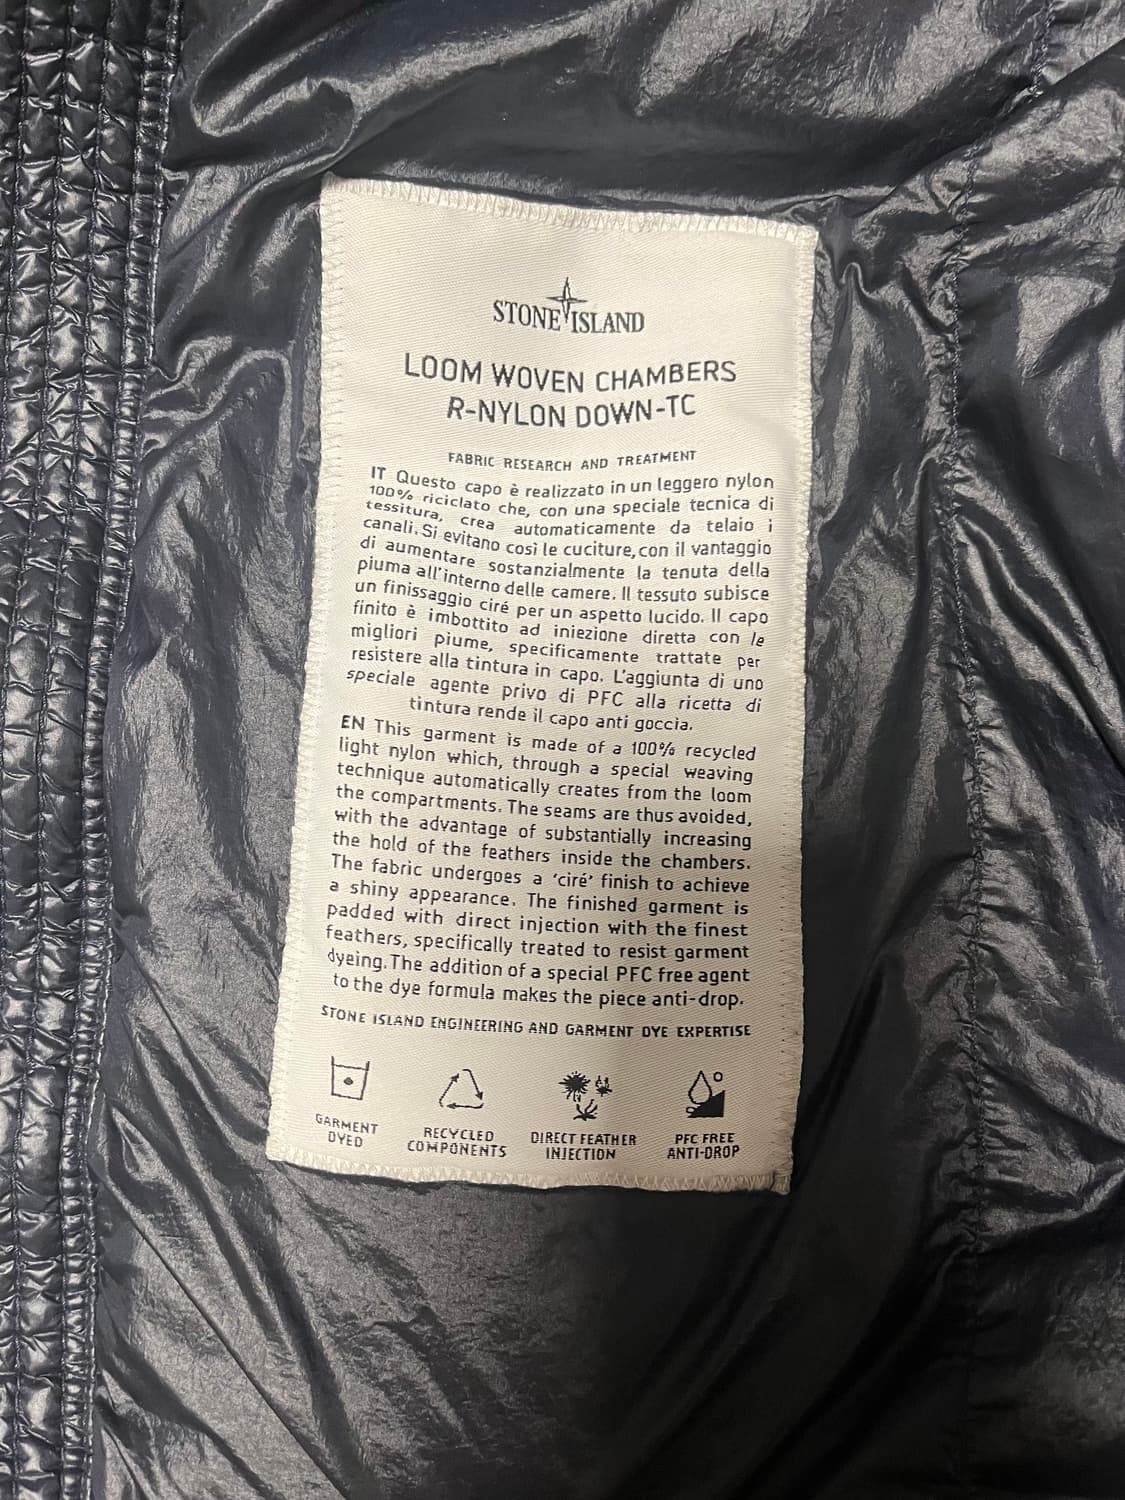 STONE ISLAND
LOOM WOVEN CHAMBERS
R-NYLON DOWN-TC
FABRIC RESEARCH AND TREATMENT
IT Questo capo è realizzato in un leggero nylon
100% riciclato che, con una speciale tecnica di
tessitura, crea automaticamente da telaio i
canali. Si evitano così le cuciture, con il vantaggio
di aumentare sostanzialmente la tenuta della
piuma all'interno delle camere. Il tessuto subisce
un finissaggio ciré per un aspetto lucido. Il capo
finito è imbottito ad iniezione diretta con le
migliori piume, specificamente trattate per
resistere alla tintura in capo. L'aggiunta di uno
speciale agente privo di PFC alla ricetta di
tintura rende il capo anti goccia.
EN This garment is made of a 100% recycled
light nylon which, through a special weaving
technique automatically creates from the loom
the compartments. The seams are thus avoided,
with the advantage of substantially increasing
the hold of the feathers inside the chambers.
The fabric undergoes a 'ciré' finish to achieve
a shiny appearance. The finished garment is
padded with direct injection with the finest
feathers, specifically treated to resist garment
dyeing. The addition of a special PFC free agent
to the dye formula makes the piece anti-drop.
STONE ISLAND ENGINEERING AND GARMENT DYE EXPERTISE
GARMENT
DYED
RECYCLED
COMPONENTS
DIRECT FEATHER
INJECTION
PFC FREE
ANTI-DROP